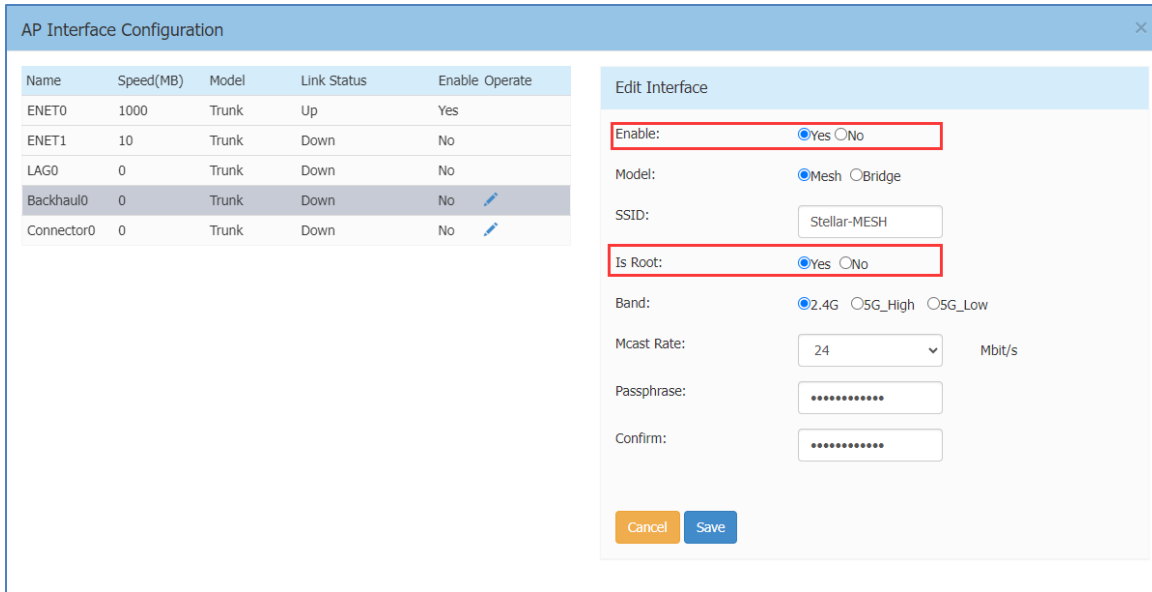 AP Interface Configuration
Name Speed(MB) Model Link Status Enable Operate
ENET0 1000 Trunk Up Yes
ENET1 10 Trunk Down No
LAG0 0 Trunk Down No
Backhaul0 0 Trunk Down No
Connector0 0 Trunk Down No
Edit Interface
Enable: Yes No
Model: Mesh Bridge
SSID: Stellar-MESH
Is Root: Yes No
Band: 2.4G 5G_High 5G_Low
Mcast Rate: 24 Mbit/s
Passphrase: ••••••••••••
Confirm: ••••••••••••
Cancel Save